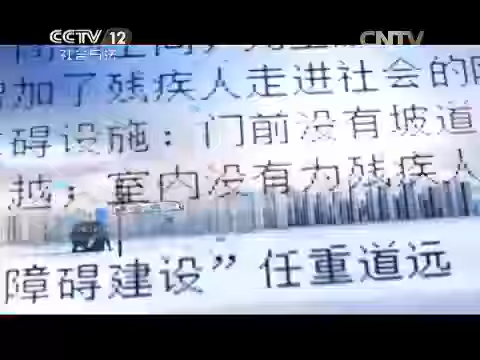 CCTV 12
社会与法
CNTV
增加了残疾人走进社会的
碍设施：门前没有坡道
越；室内没有为残疾人
障碍建设”任重道远